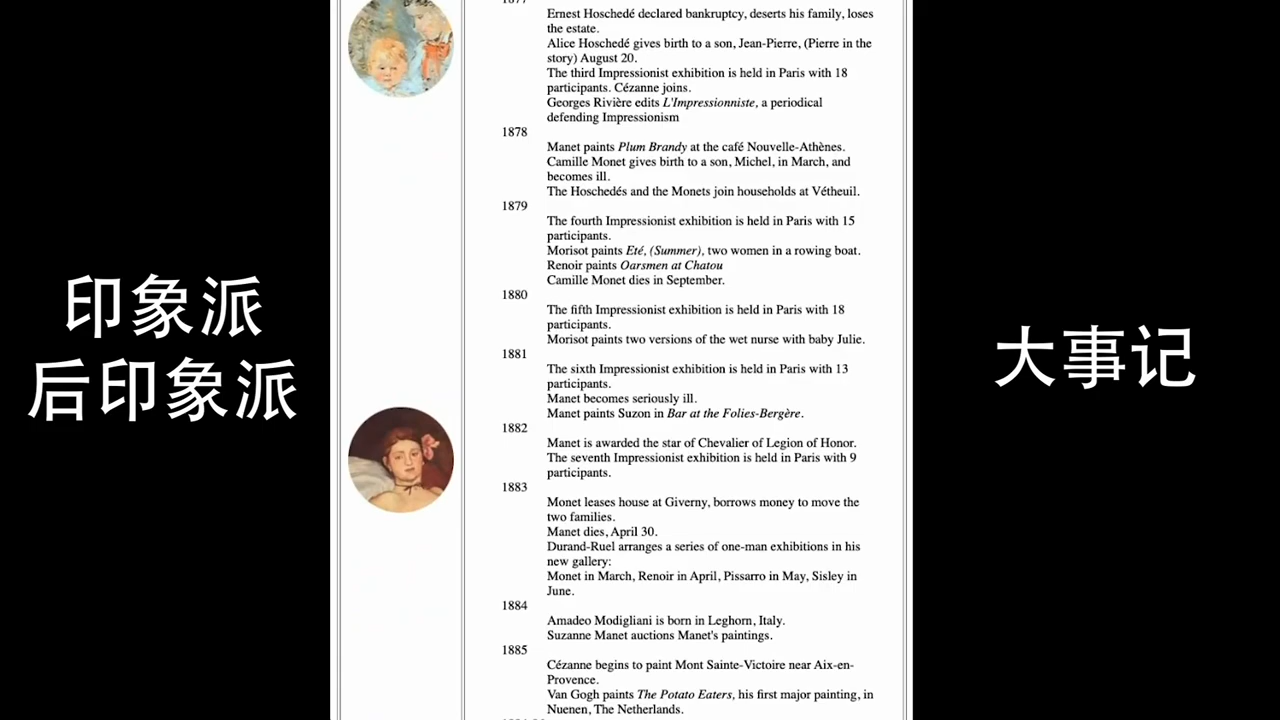 印象派
后印象派
Ernest Hoschedé declared bankruptcy, deserts his family, loses
the estate.
Alice Hoschedé gives birth to a son, Jean-Pierre, (Pierre in the
story) August 20.
The third Impressionist exhibition is held in Paris with 18
participants. Cézanne joins.
Georges Rivière edits L'Impressionniste, a periodical
defending Impressionism
1878
Manet paints Plum Brandy at the café Nouvelle-Athènes.
Camille Monet gives birth to a son, Michel, in March, and
becomes ill.
The Hoschedés and the Monets join households at Vétheuil.
1879
The fourth Impressionist exhibition is held in Paris with 15
participants.
Morisot paints Eté, (Summer), two women in a rowing boat.
Renoir paints Oarsmen at Chatou
Camille Monet dies in September.
1880
The fifth Impressionist exhibition is held in Paris with 18
participants.
Morisot paints two versions of the wet nurse with baby Julie.
1881
The sixth Impressionist exhibition is held in Paris with 13
participants.
Manet becomes seriously ill.
Manet paints Suzon in Bar at the Folies-Bergère.
1882
Manet is awarded the star of Chevalier of Legion of Honor.
The seventh Impressionist exhibition is held in Paris with 9
participants.
1883
Monet leases house at Giverny, borrows money to move the
two families.
Manet dies, April 30.
Durand-Ruel arranges a series of one-man exhibitions in his
new gallery:
Monet in March, Renoir in April, Pissarro in May, Sisley in
June.
1884
Amadeo Modigliani is born in Leghorn, Italy.
Suzanne Manet auctions Manet's paintings.
1885
Cézanne begins to paint Mont Sainte-Victoire near Aix-en-
Provence.
Van Gogh paints The Potato Eaters, his first major painting, in
Nuenen, The Netherlands.
大事记